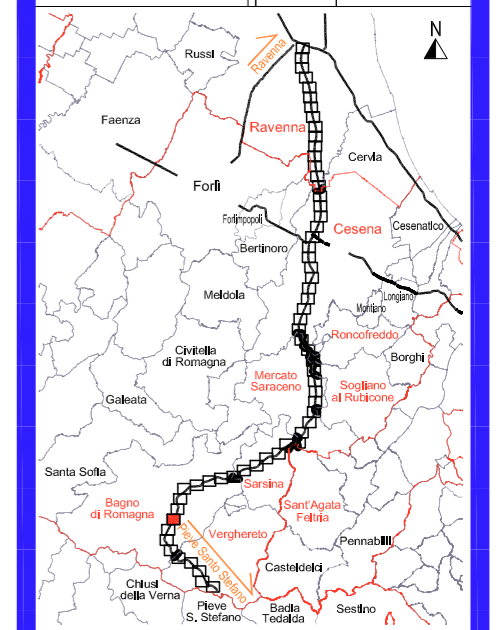 N
Russi
Ravenna
Faenza
Ravenna
Cervia
Forlì
Forlimpopoli
Cesena
Cesenatico
Bertinoro
Meldola
Longiano
Montiano
Roncofreddo
Civitella
di Romagna
Borghi
Mercato
Saraceno
Sogliano
al Rubicone
Galeata
Santa Sofia
Sarsina
Bagno
di Romagna
Sant'Agata
Feltria
Verghereto
Pennabilli
Pieve Santo Stefano
Casteldelci
Chiusi
della Verna
Pieve
S. Stefano
Badia
Tedalda
Sestino